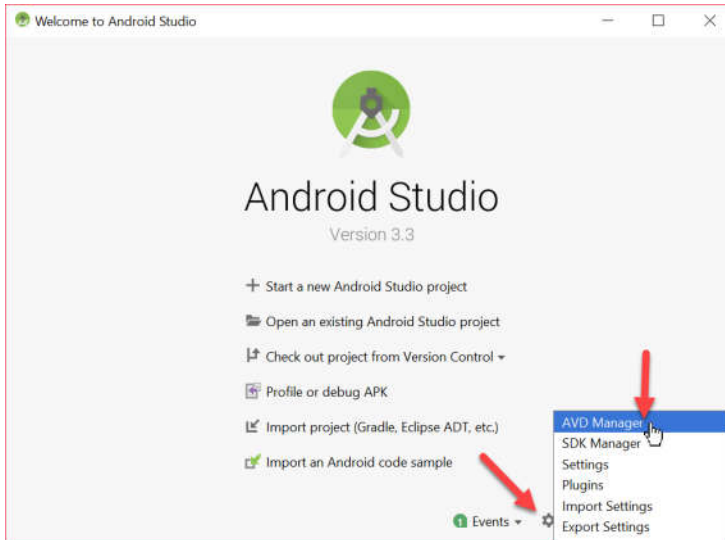 Welcome to Android Studio
Android Studio
Version 3.3
Start a new Android Studio project
Open an existing Android Studio project
Check out project from Version Control
Profile or debug APK
Import project (Gradle, Eclipse ADT, etc.)
Import an Android code sample
1 Events
AVD Manager
SDK Manager
Settings
Plugins
Import Settings
Export Settings